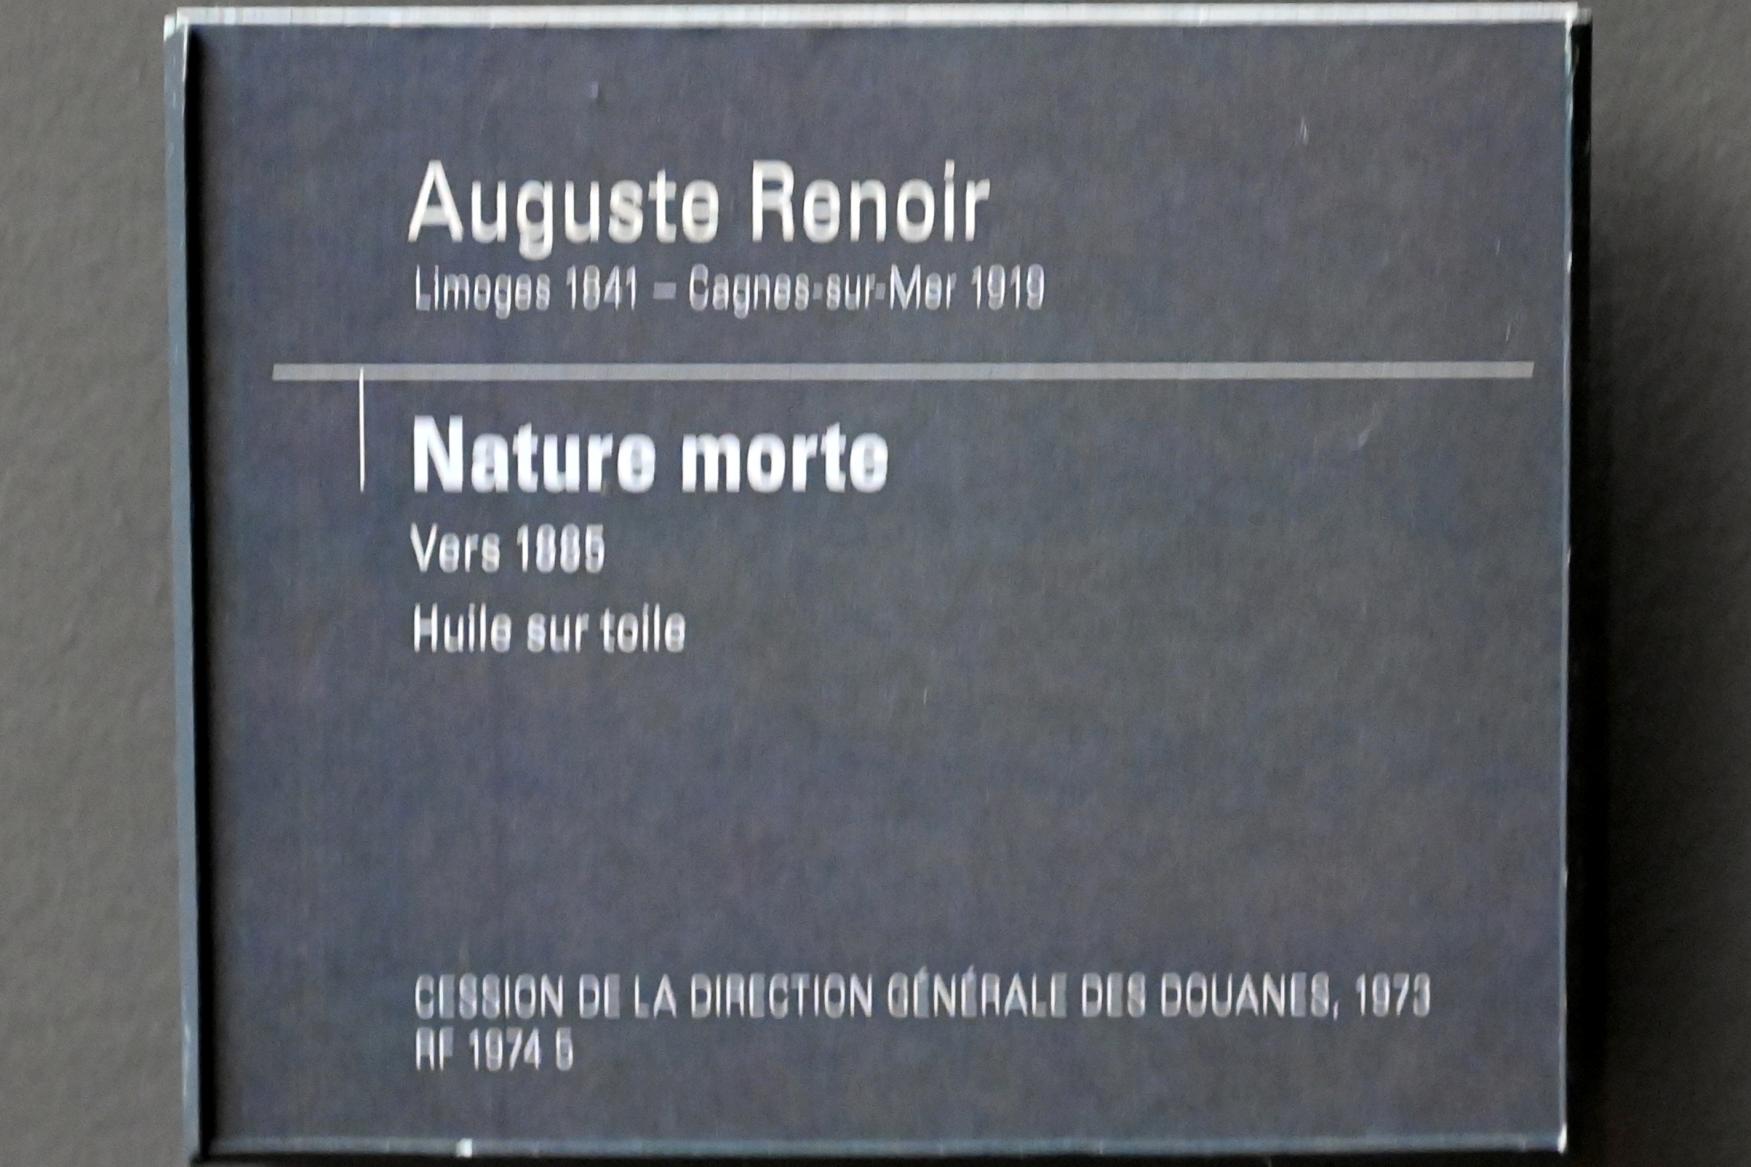 Auguste Renoir
Limoges 1841 – Cagnes-sur-Mer 1919
Nature morte
Vers 1885
Huile sur toile
CESSION DE LA DIRECTION GÉNÉRALE DES DOUANES, 1973
RF 1974 5